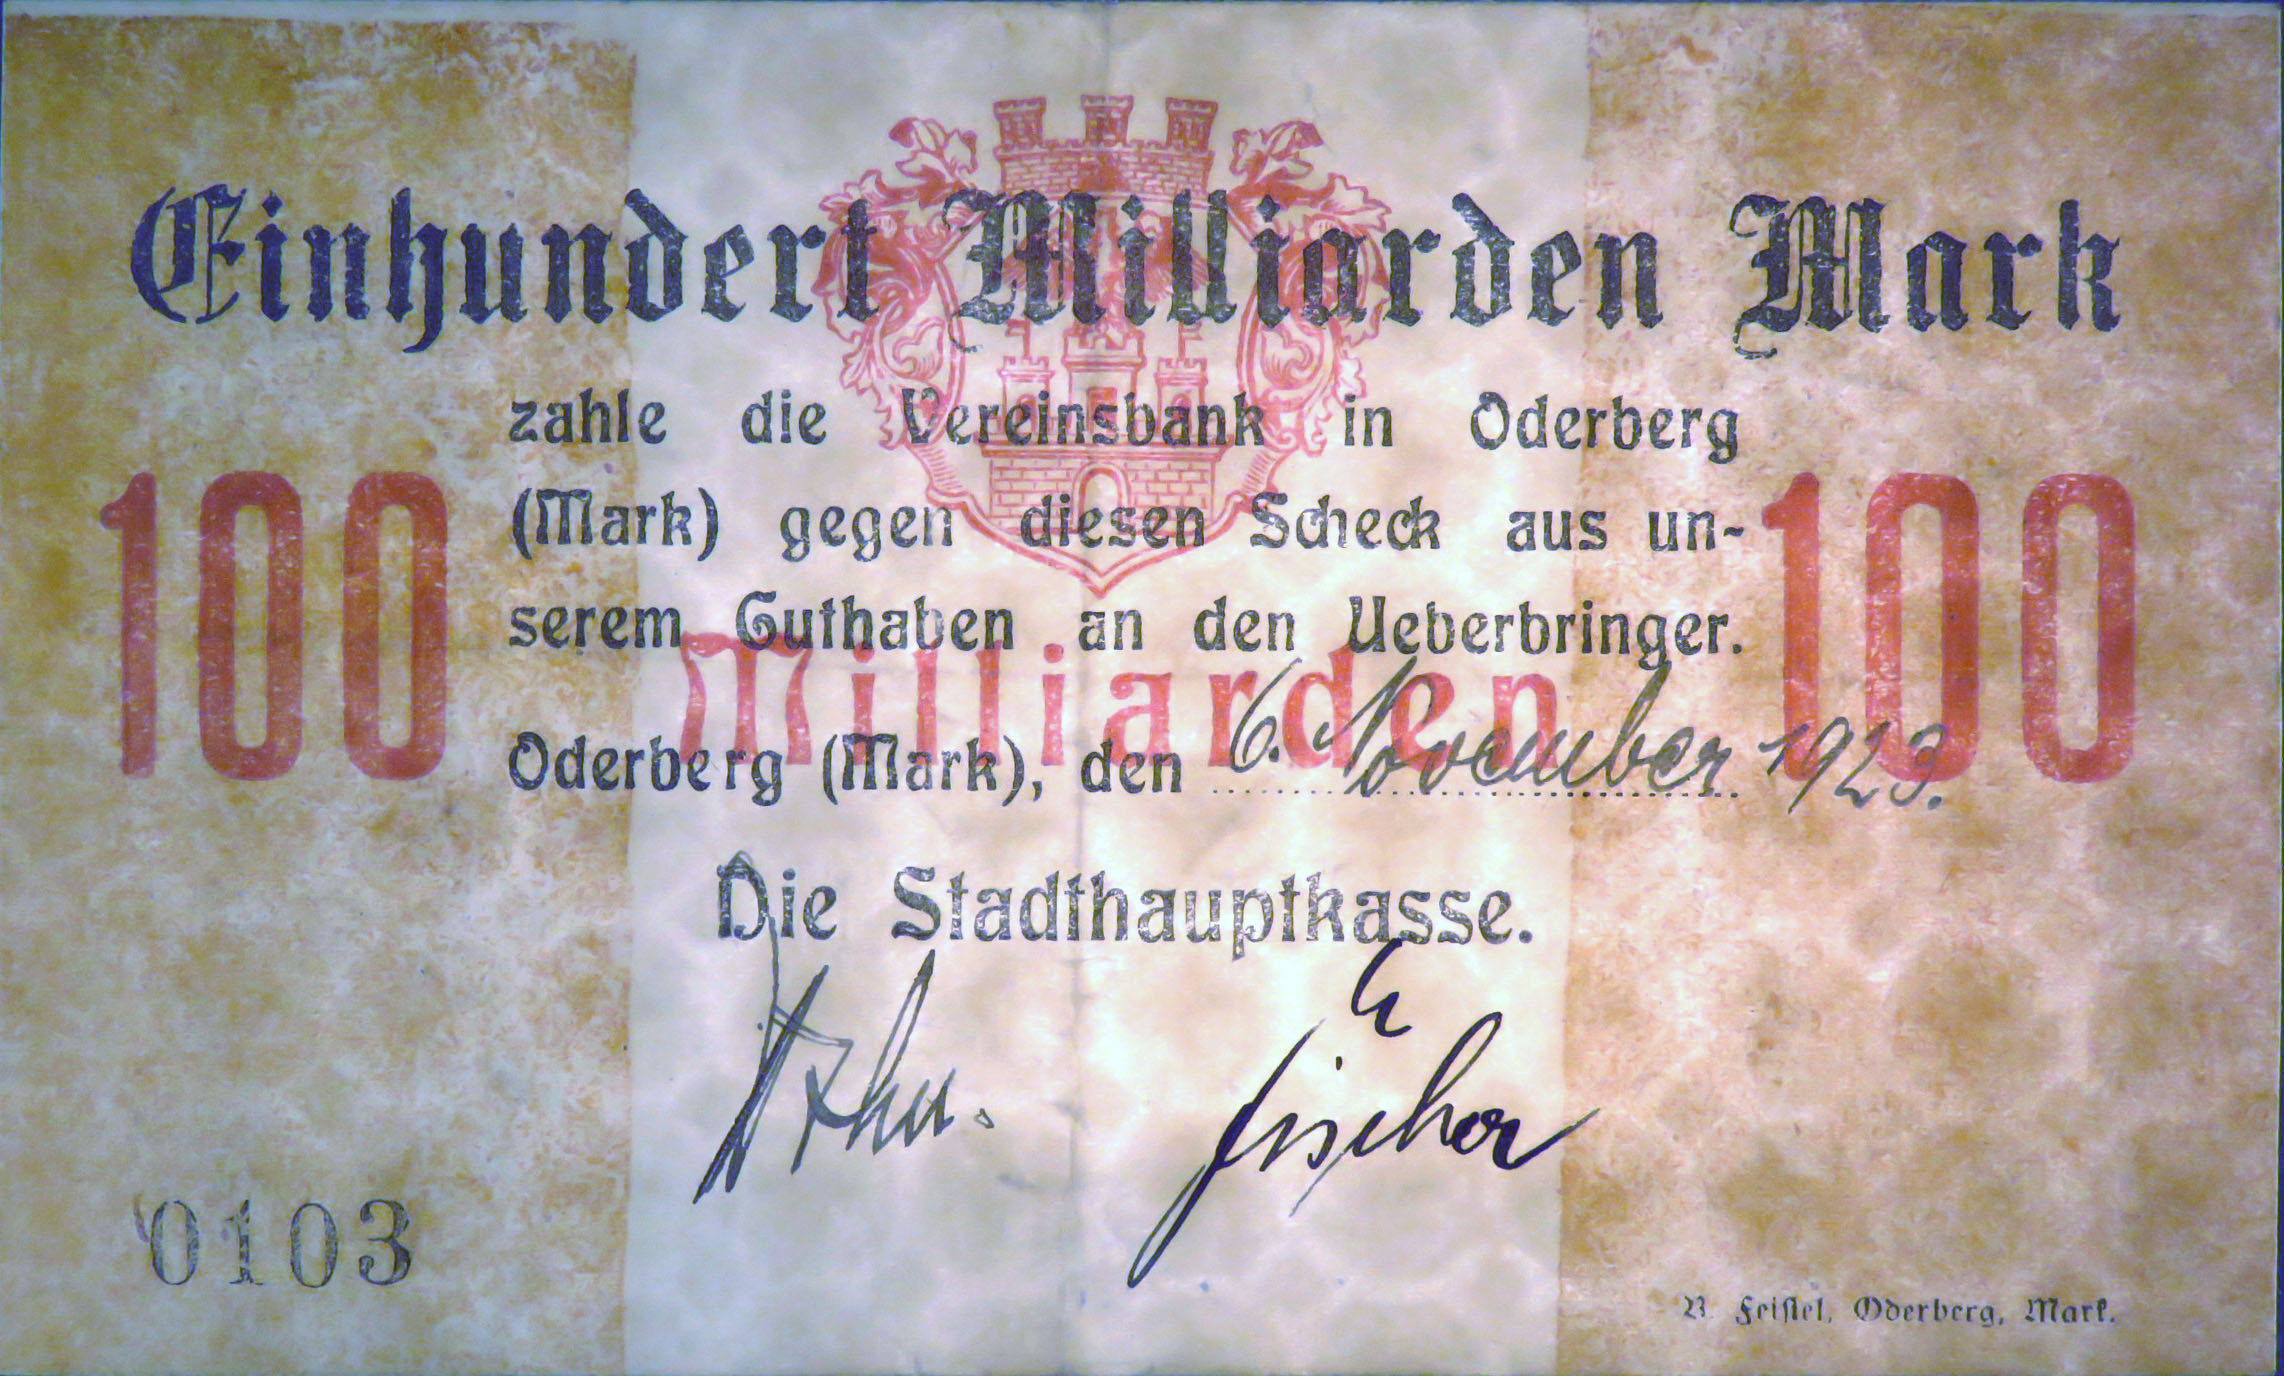 Einhundert Milliarden Mark
zahle die Vereinsbank in Oderberg
(Mark) gegen diesen Scheck aus un-
serem Guthaben an den Ueberbringer.
100 Milliarden 100
Oderberg (Mark), den 6. November 1923.
Die Stadthauptkasse.
Fischer
0103
Feistel, Oderberg, Mark.